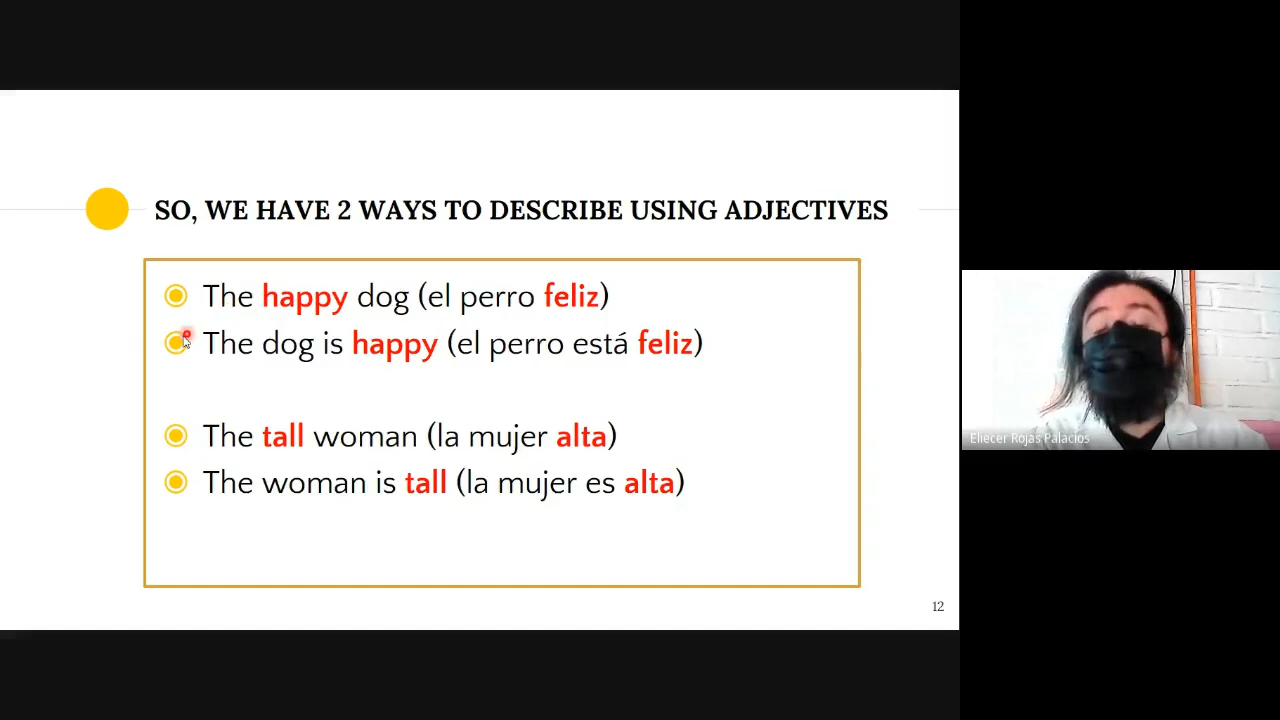 SO, WE HAVE 2 WAYS TO DESCRIBE USING ADJECTIVES
The happy dog (el perro feliz)
The dog is happy (el perro está feliz)
The tall woman (la mujer alta)
The woman is tall (la mujer es alta)
12
Eliecer Rojas Palacios